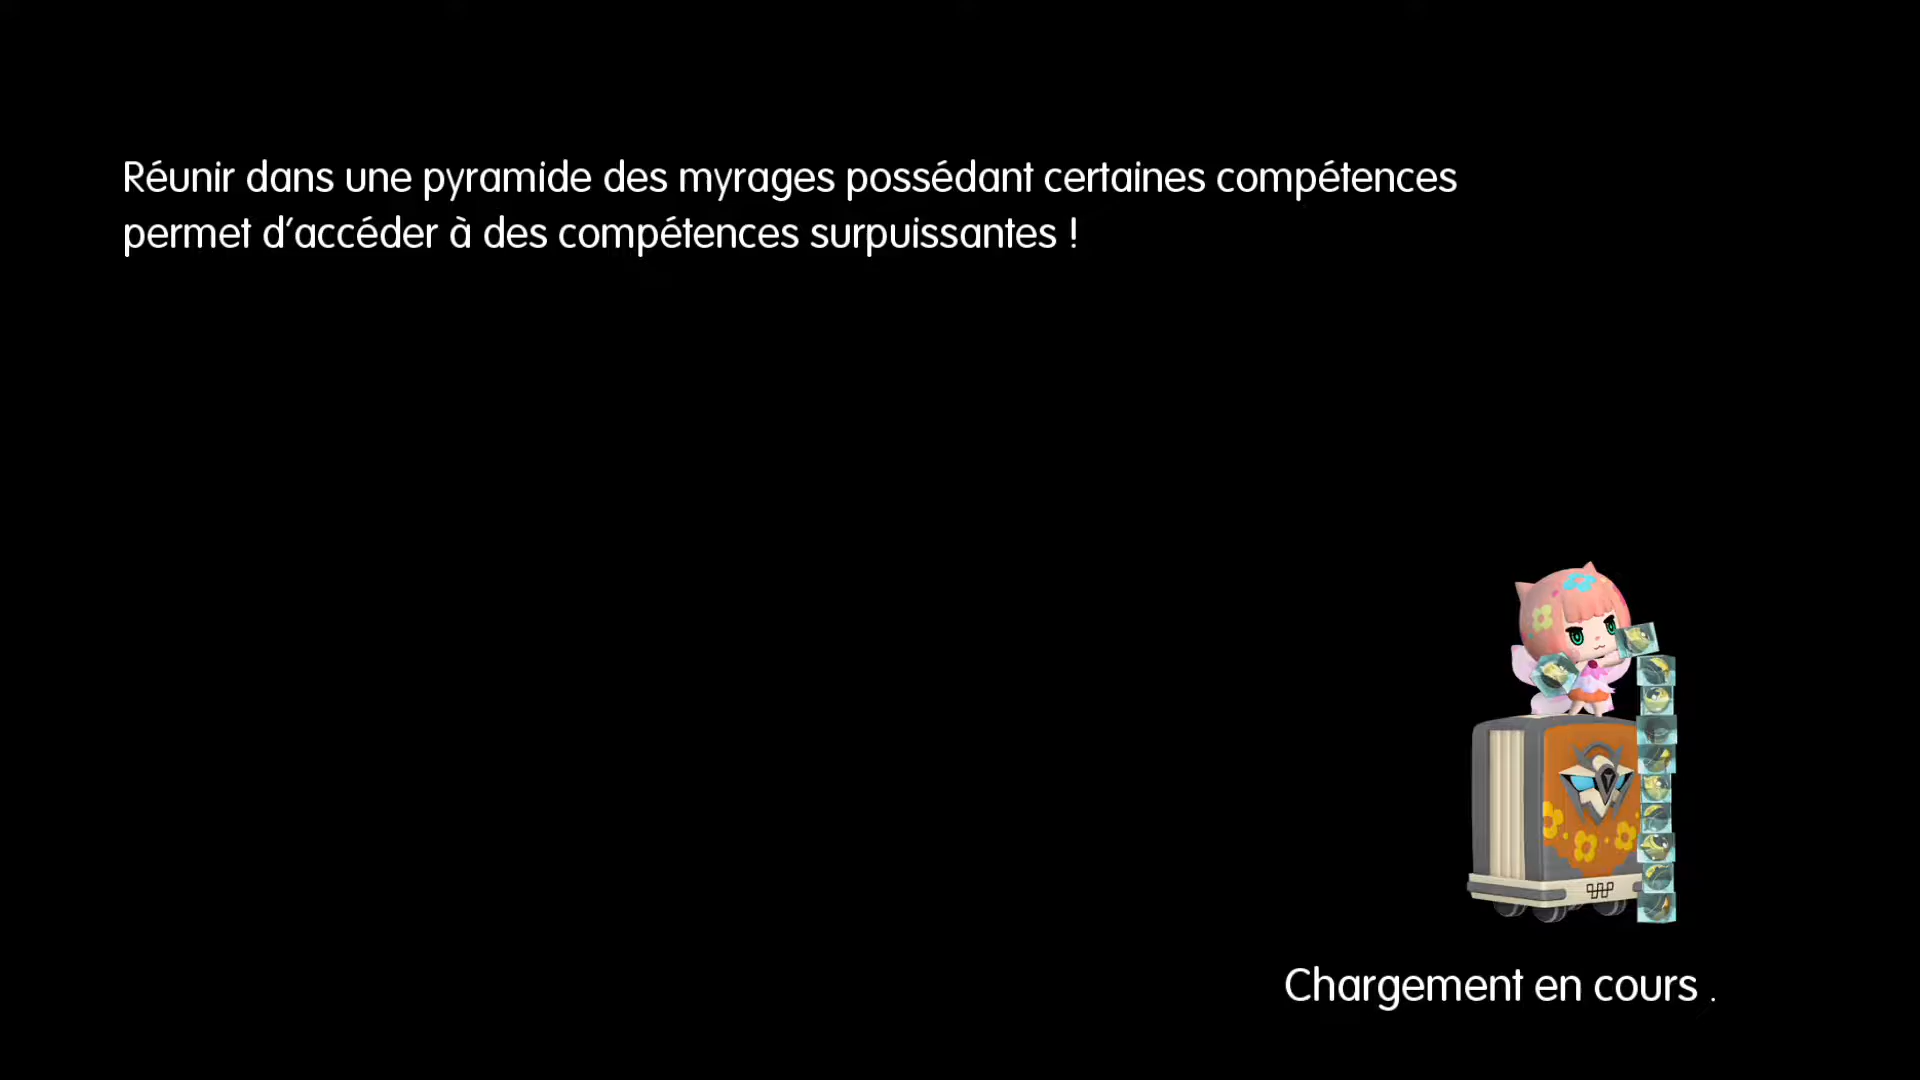 Réunir dans une pyramide des myrages possédant certaines compétences
permet d’accéder à des compétences surpuissantes !
Chargement en cours .